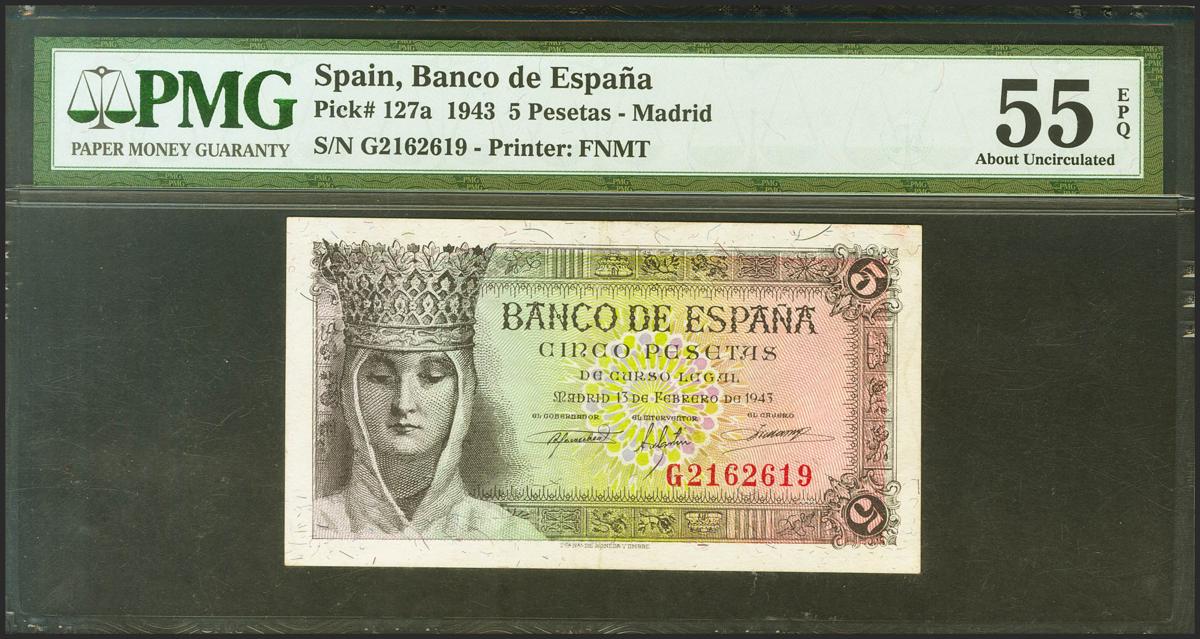 PMG
PAPER MONEY GUARANTY
Spain, Banco de España
Pick# 127a 1943 5 Pesetas - Madrid
S/N G2162619 - Printer: FNMT
55
EPQ
About Uncirculated
5
BANCO DE ESPAÑA
CINCO PESETAS
DE CURSO LEGAL
MADRID 13 DE FEBRERO DE 1943
EL GOBERNADOR EL INTERVENTOR EL CAJERO
G2162619
5